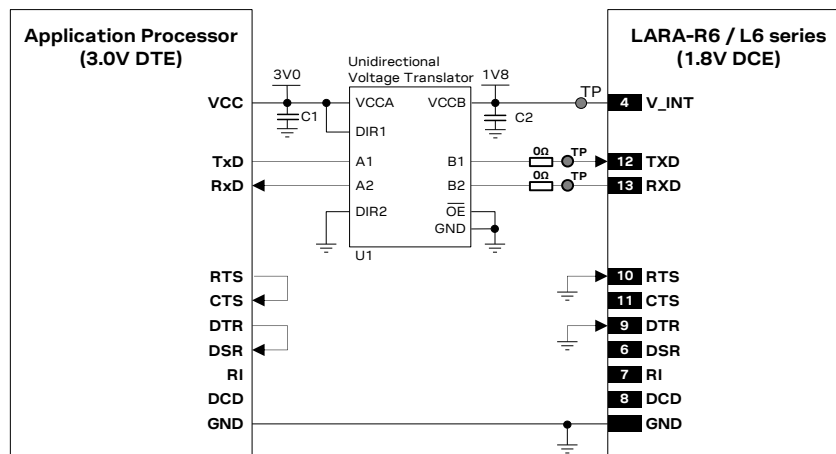 Application Processor
(3.0V DTE)
LARA-R6 / L6 series
(1.8V DCE)
Unidirectional
Voltage Translator
3V0
1V8
TP
VCC
VCCA
VCCB
4
V_INT
C1
C2
DIR1
0Ω
TP
TxD
A1
B1
12
TXD
0Ω
TP
RxD
A2
B2
13
RXD
DIR2
OE
GND
U1
RTS
10
RTS
CTS
11
CTS
DTR
9
DTR
DSR
6
DSR
RI
7
RI
DCD
8
DCD
GND
GND